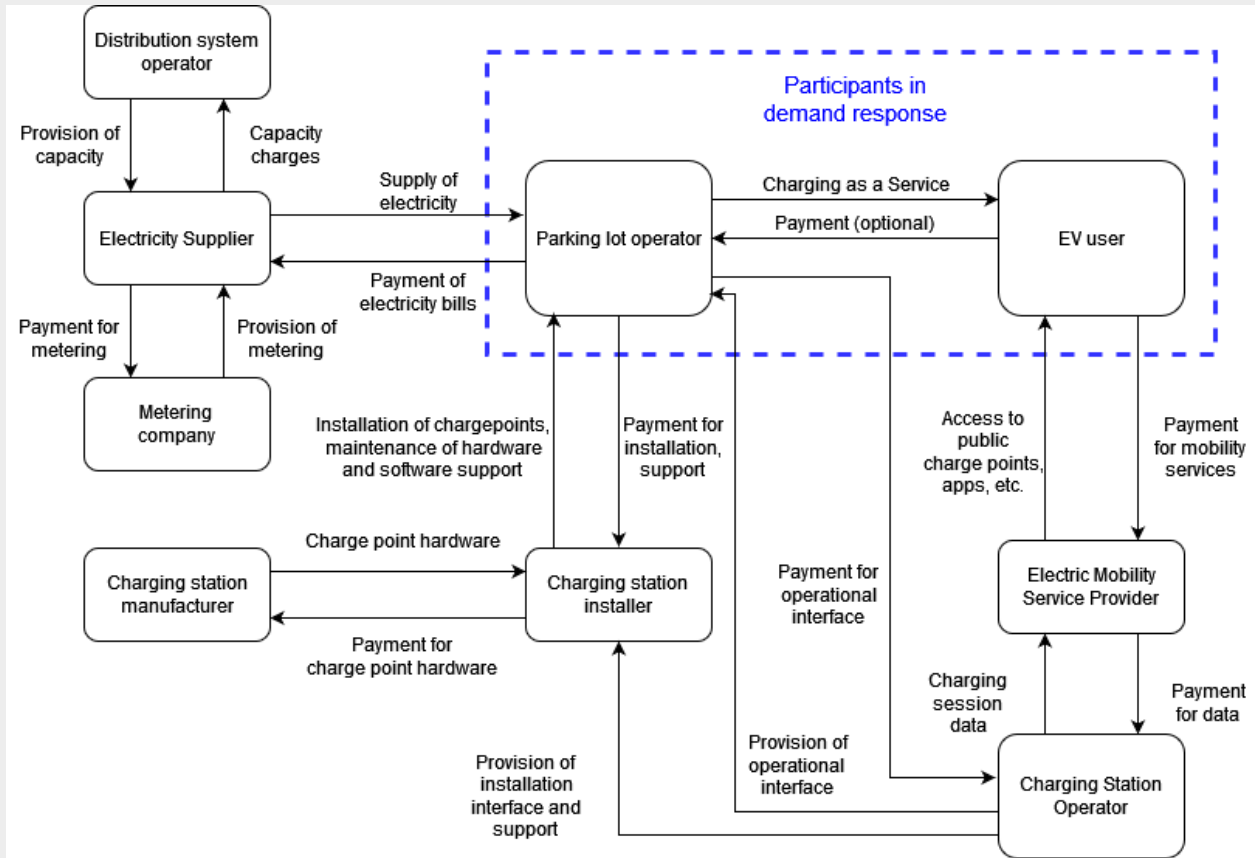 Distribution system
operator
Participants in
demand response
Provision of
capacity
Capacity
charges
Supply of
electricity
Charging as a Service
Electricity Supplier
Parking lot operator
Payment (optional)
EV user
Payment of
electricity bills
Payment for
metering
Provision of
metering
Metering
company
Installation of chargepoints,
maintenance of hardware
and software support
Payment for
installation,
support
Access to
public
charge points,
apps, etc.
Payment
for mobility
services
Charge point hardware
Charging station
manufacturer
Charging station
installer
Payment for
operational
interface
Electric Mobility
Service Provider
Payment for
charge point hardware
Charging
session
data
Payment
for data
Provision of
installation
interface and
support
Provision of
operational
interface
Charging Station
Operator